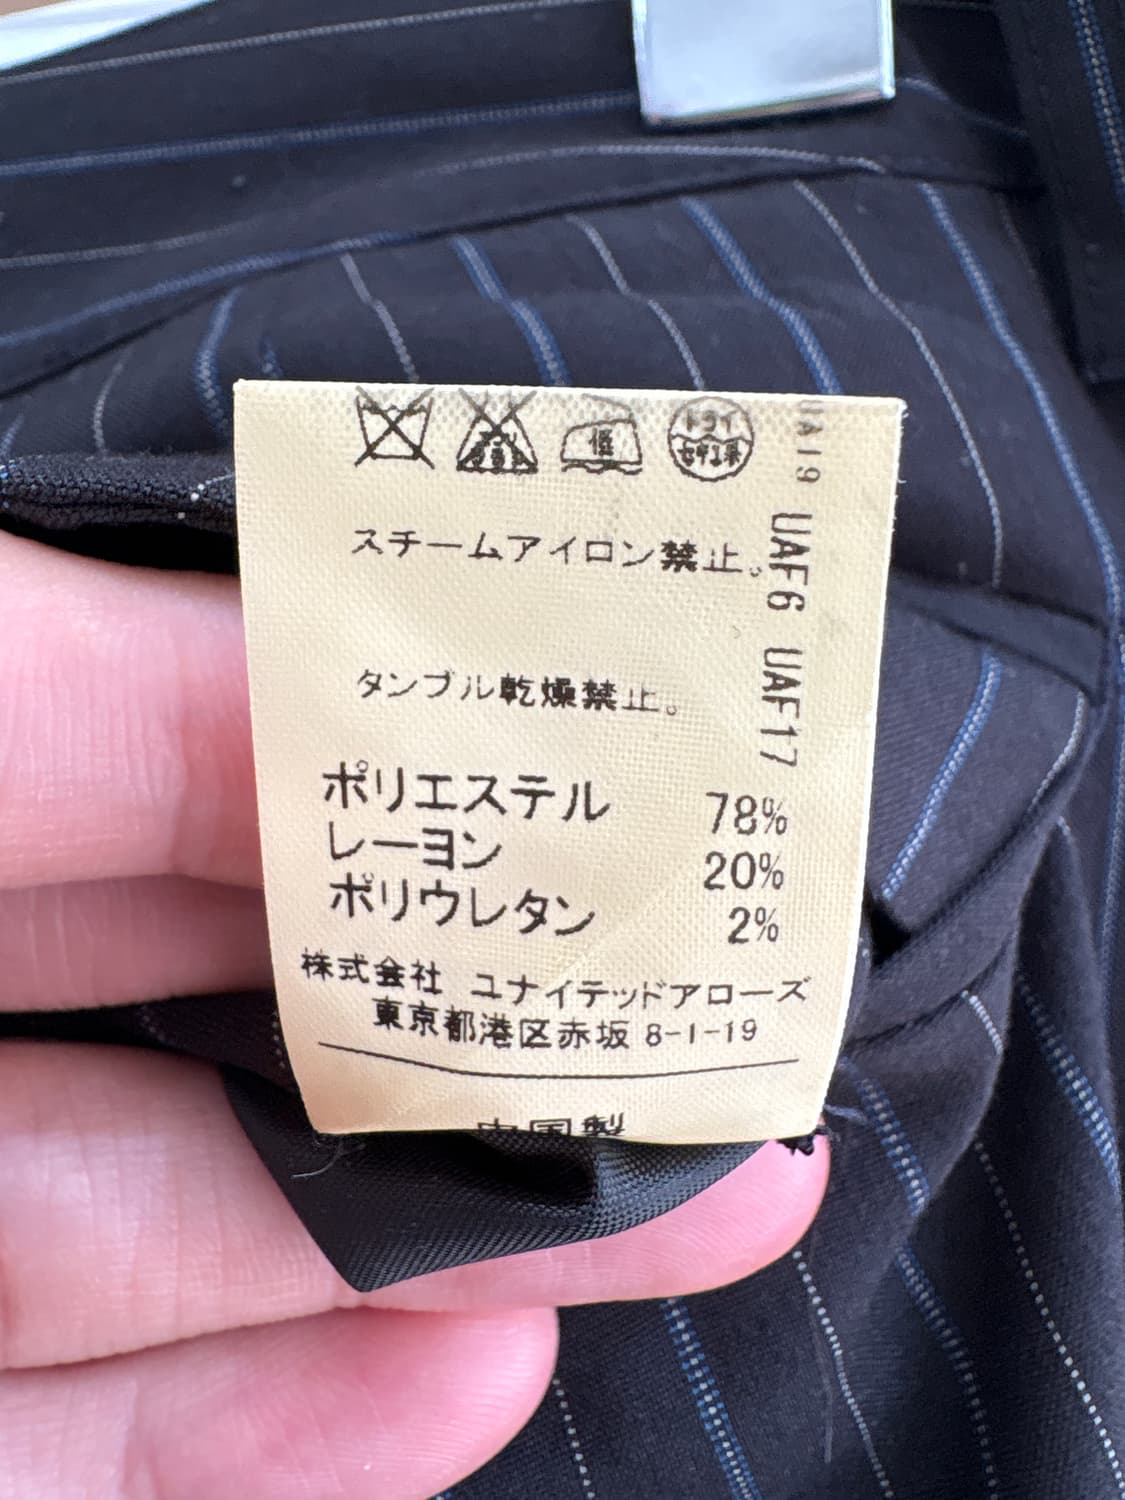 低
UA19 UAF6 UAF17
スチームアイロン禁止。
タンブル乾燥禁止。
ポリエステル 78%
レーヨン 20%
ポリウレタン 2%
株式会社 ユナイテッドアローズ
東京都港区赤坂 8-1-19
中国製